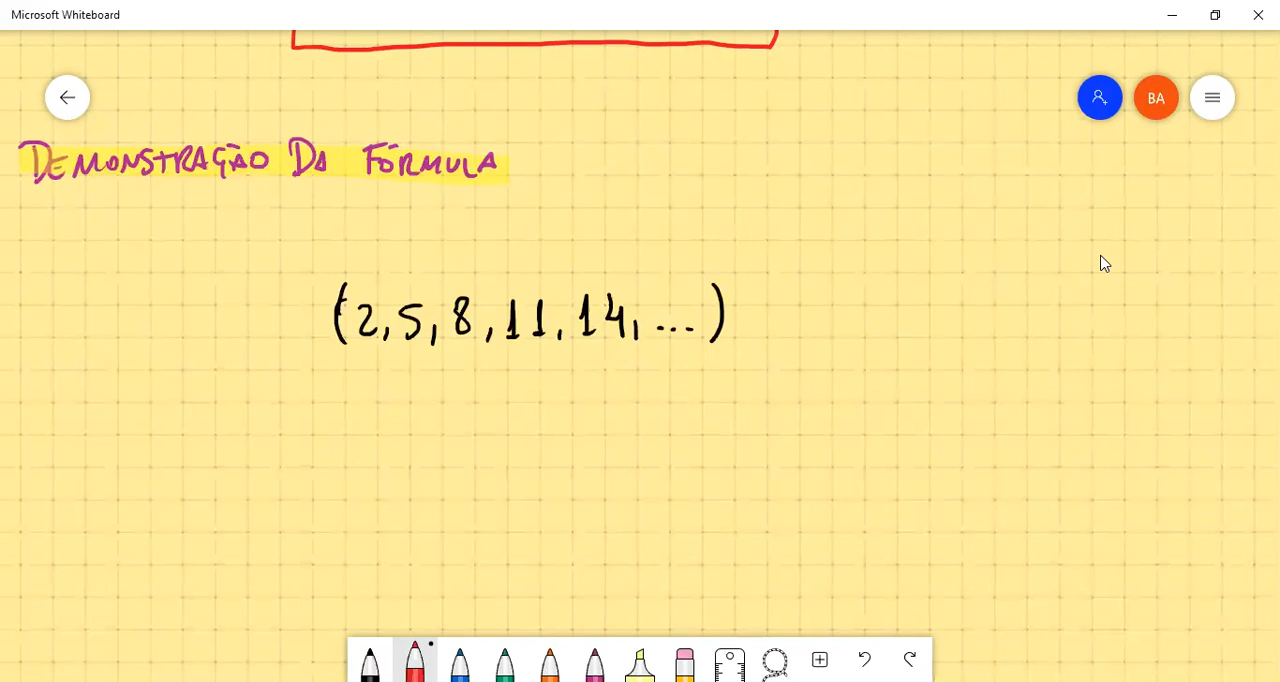 Microsoft Whiteboard
BA
DEMONSTRAÇÃO DA FÓRMULA
(2, 5, 8, 11, 14, ...)